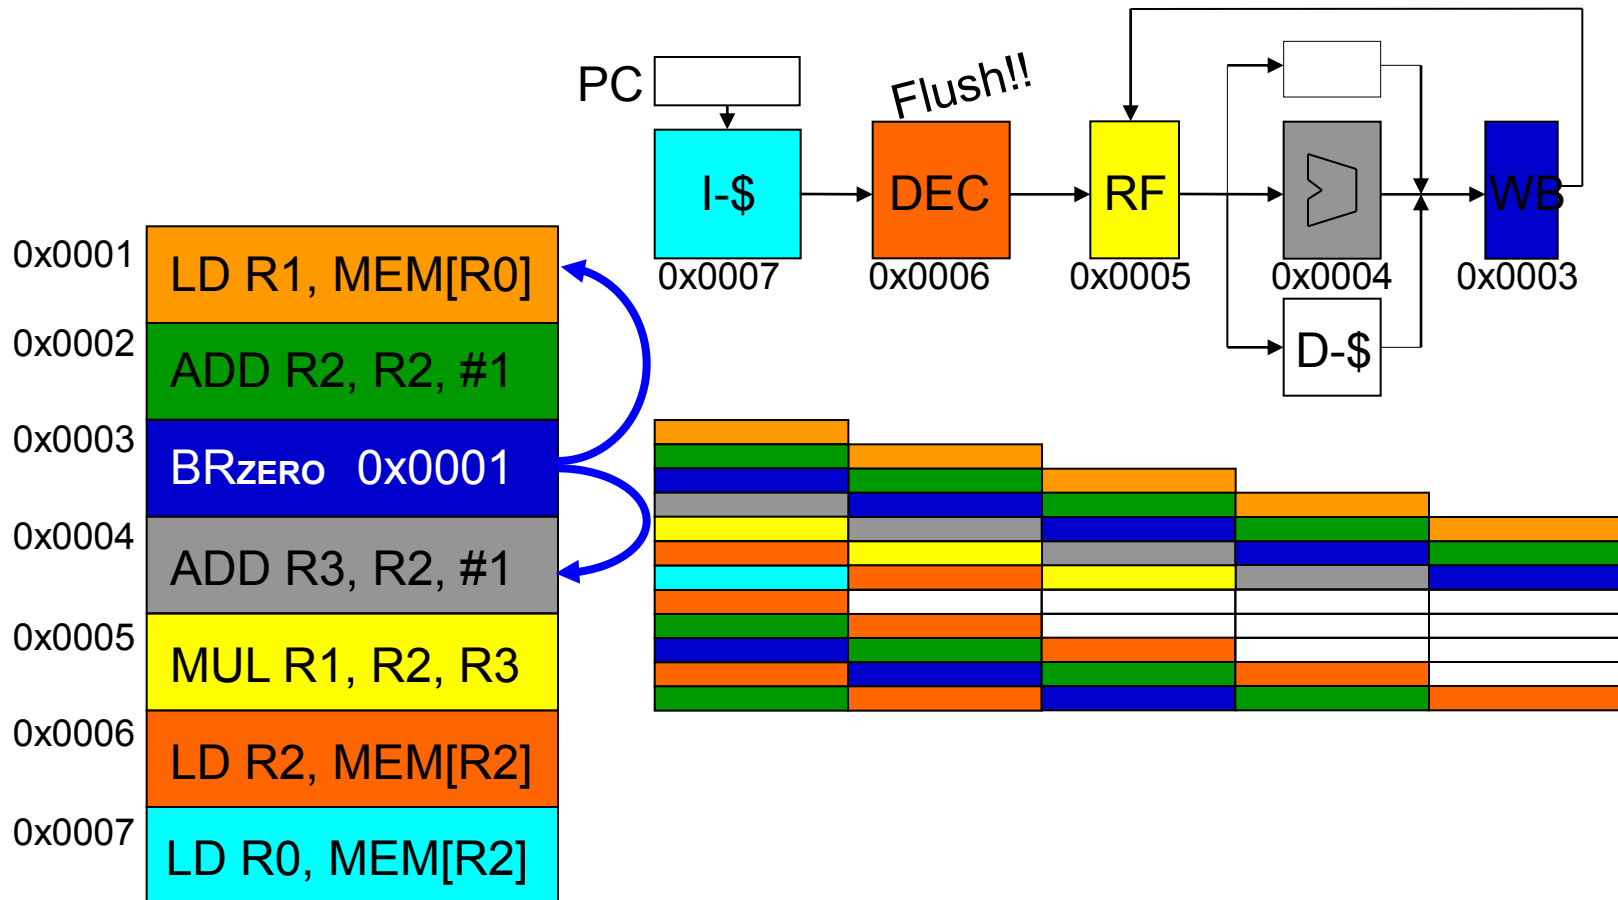 PC
Flush!!
I-$
DEC
RF
WB
0x0007
0x0006
0x0005
0x0004
0x0003
D-$
0x0001
LD R1, MEM[R0]
0x0002
ADD R2, R2, #1
0x0003
BRZERO 0x0001
0x0004
ADD R3, R2, #1
0x0005
MUL R1, R2, R3
0x0006
LD R2, MEM[R2]
0x0007
LD R0, MEM[R2]